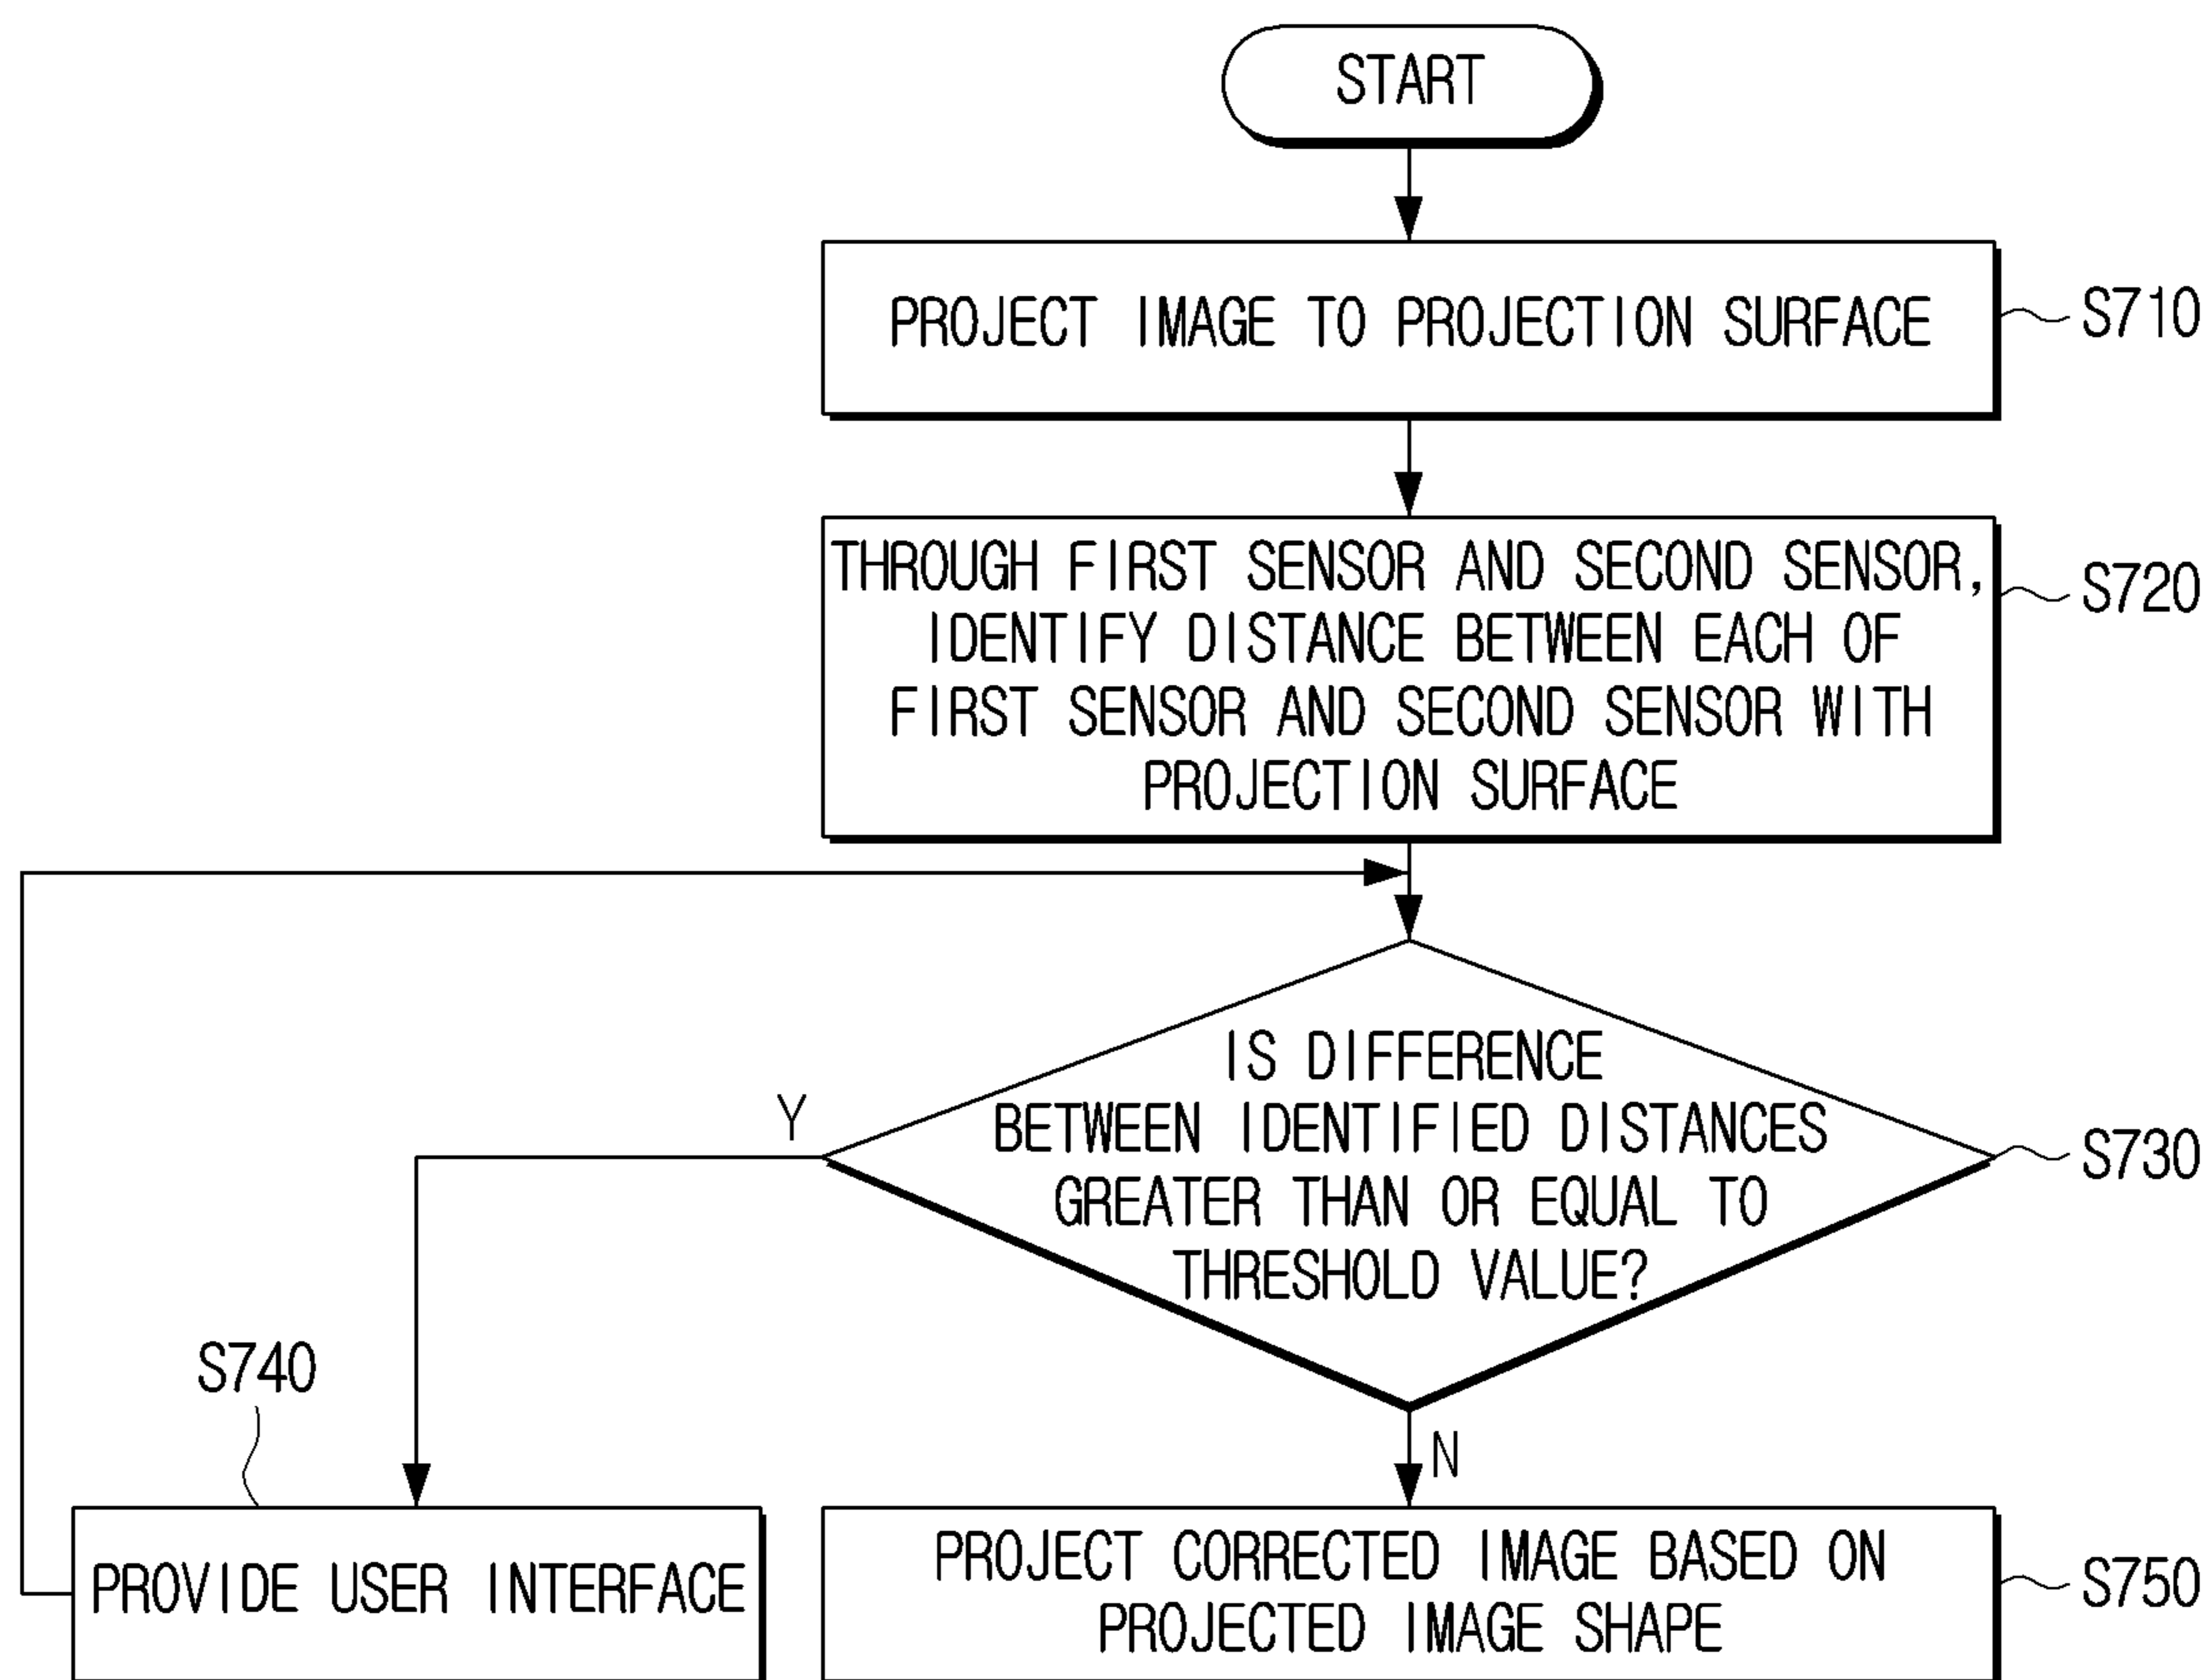 START
PROJECT IMAGE TO PROJECTION SURFACE
S710
THROUGH FIRST SENSOR AND SECOND SENSOR,
IDENTIFY DISTANCE BETWEEN EACH OF
FIRST SENSOR AND SECOND SENSOR WITH
PROJECTION SURFACE
S720
IS DIFFERENCE
BETWEEN IDENTIFIED DISTANCES
GREATER THAN OR EQUAL TO
THRESHOLD VALUE?
S730
Y
N
S740
PROVIDE USER INTERFACE
PROJECT CORRECTED IMAGE BASED ON
PROJECTED IMAGE SHAPE
S750